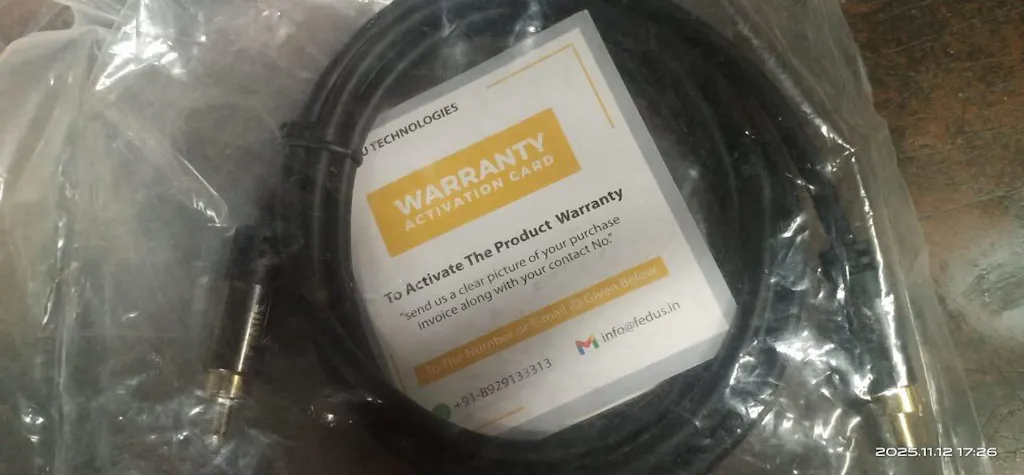 U TECHNOLOGIES
WARRANTY
ACTIVATION CARD
To Activate The Product Warranty
"send us a clear picture of your purchase
invoice along with your contact No."
To The Number or E-mail ID Given Below
+91-8929133313
info@fedus.in
2025.11.12 17:26